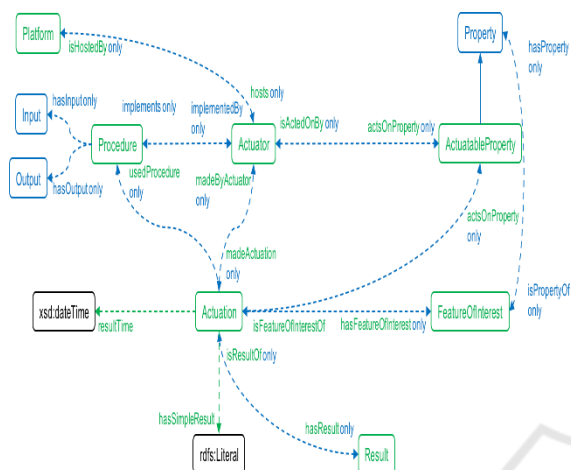 Platform
isHostedBy only
Property
hasProperty
only
hosts only
Input
hasInput only
implements only
implementedBy
only
isActedOnBy only
actsOnProperty only
Procedure
Actuator
ActuatableProperty
Output
hasOutput only
usedProcedure
only
madeByActuator
only
actsOnProperty
only
madeActuation
only
isPropertyOf
only
xsd:dateTime
resultTime
Actuation
isFeatureOfInterestOf
hasFeatureOfInterest only
FeatureOfInterest
isResultOf only
hasSimpleResult
hasResult only
rdfs:Literal
Result